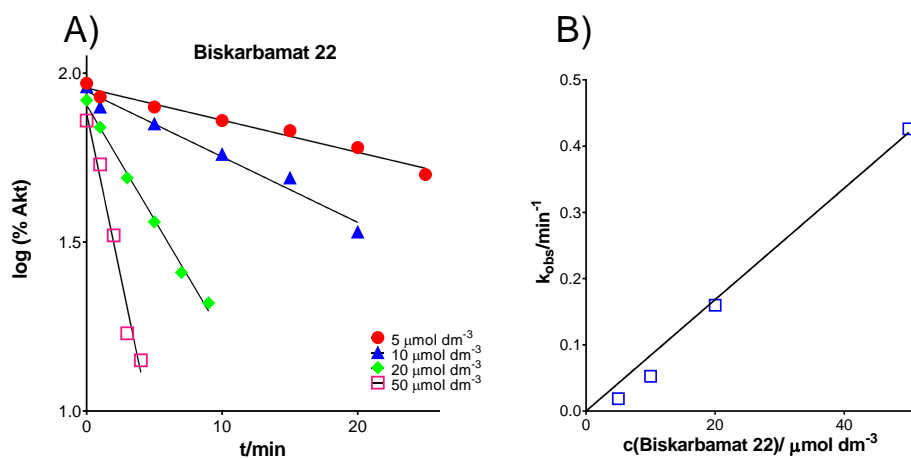 A)
Biskarbamat 22
2.0
1.5
1.0
log (% Akt)
0
10
20
t/min
5 μmol dm⁻³
10 μmol dm⁻³
20 μmol dm⁻³
50 μmol dm⁻³
B)
0.5
0.4
0.3
0.2
0.1
0.0
k_obs/min⁻¹
0
20
40
c(Biskarbamat 22)/ μmol dm⁻³